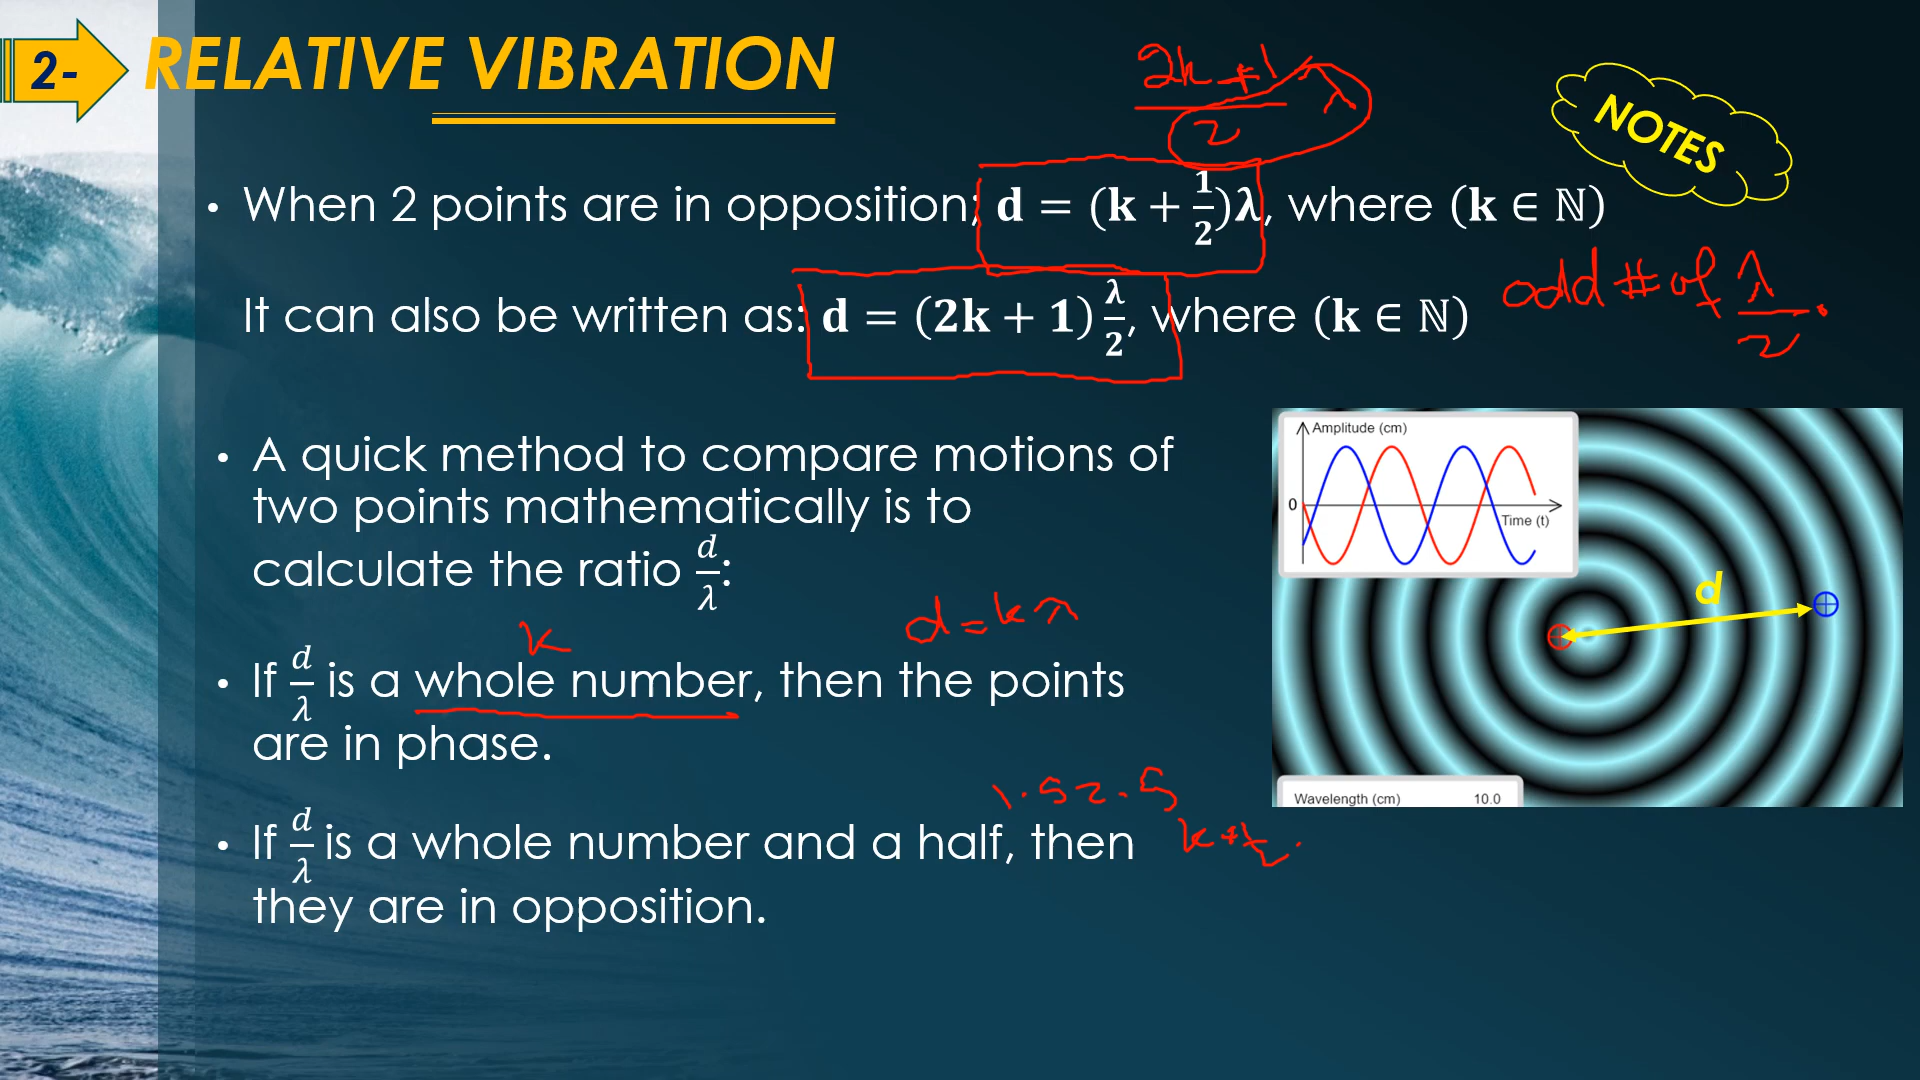 2- RELATIVE VIBRATION
2k+1
2
λ
NOTES
• When 2 points are in opposition; d = (k + 1/2)λ, where (k ∈ ℕ)
odd # of λ/2.
It can also be written as: d = (2k + 1) λ/2, where (k ∈ ℕ)
• A quick method to compare motions of
two points mathematically is to
calculate the ratio d/λ:
k
d = kλ
• If d/λ is a whole number, then the points
are in phase.
1.5 2.5
k+1/2.
• If d/λ is a whole number and a half, then
they are in opposition.
Amplitude (cm)
0
Time (t)
d
Wavelength (cm) 10.0